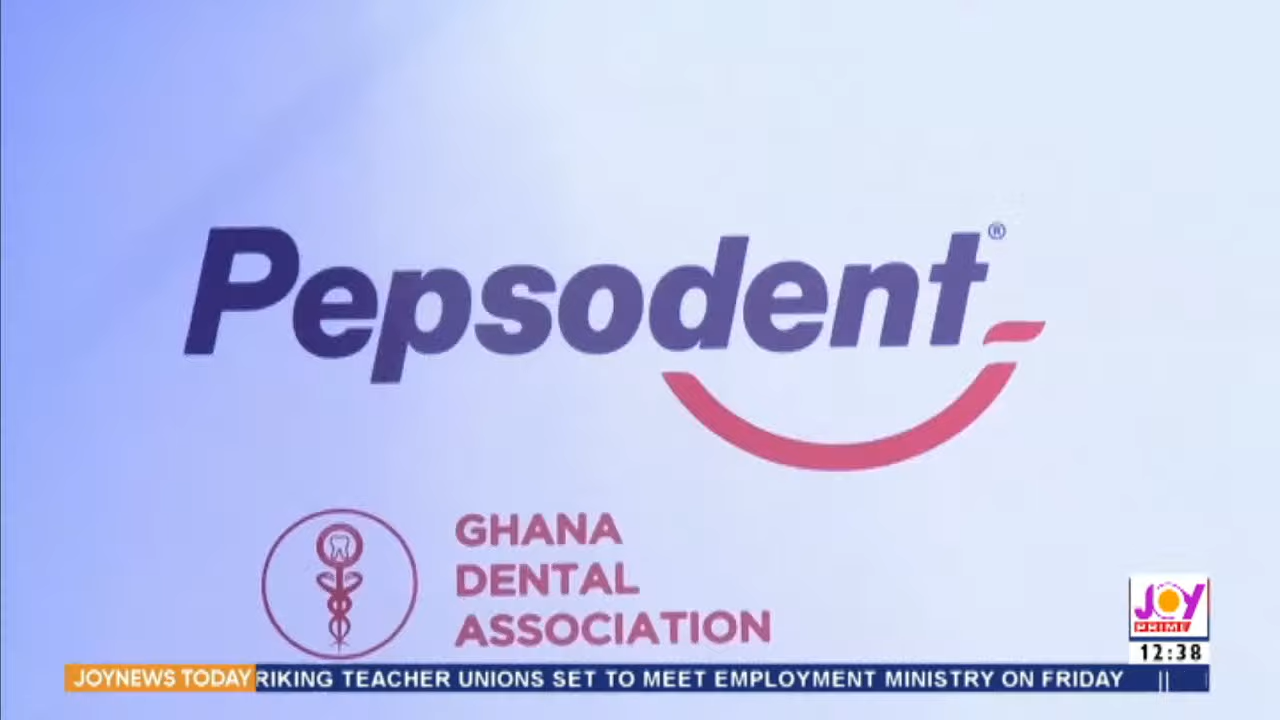 Pepsodent®
GHANA
DENTAL
ASSOCIATION
JOY
PRIME
12:38
JOYNEWS TODAY
RIKING TEACHER UNIONS SET TO MEET EMPLOYMENT MINISTRY ON FRIDAY